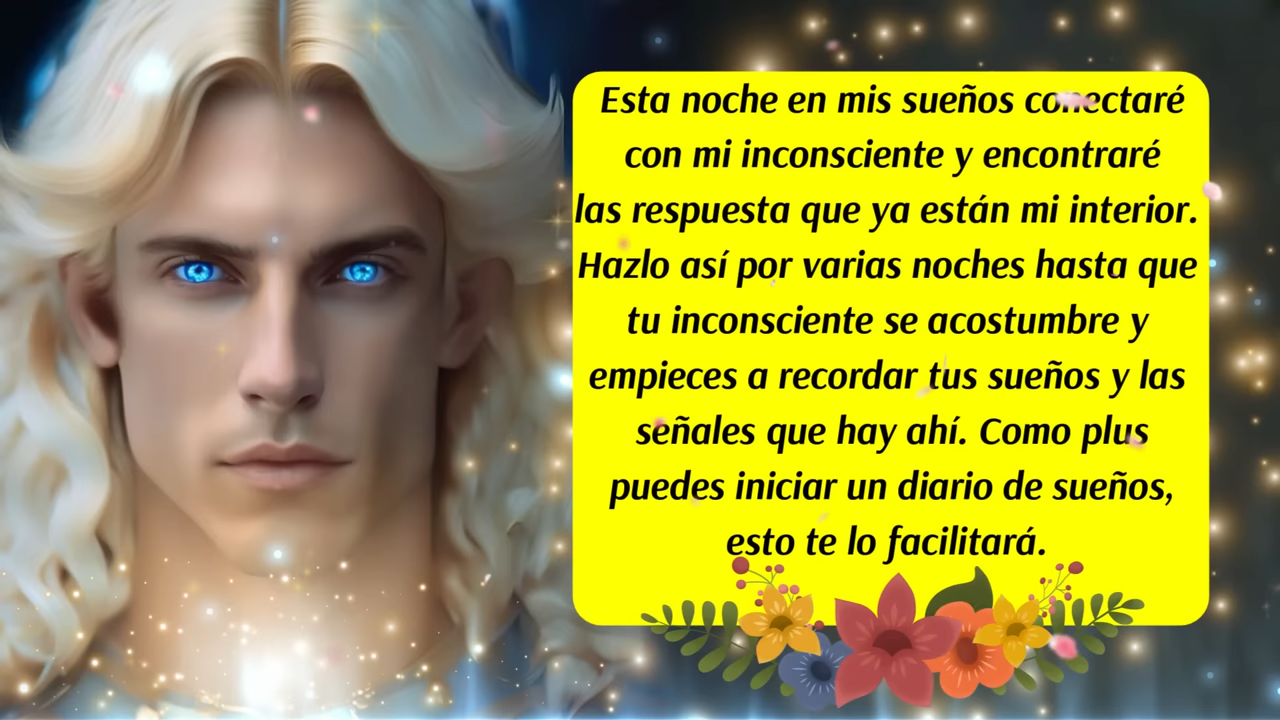 Esta noche en mis sueños conectaré
con mi inconsciente y encontraré
las respuesta que ya están mi interior.
Hazlo así por varias noches hasta que
tu inconsciente se acostumbre y
empieces a recordar tus sueños y las
señales que hay ahí. Como plus
puedes iniciar un diario de sueños,
esto te lo facilitará.